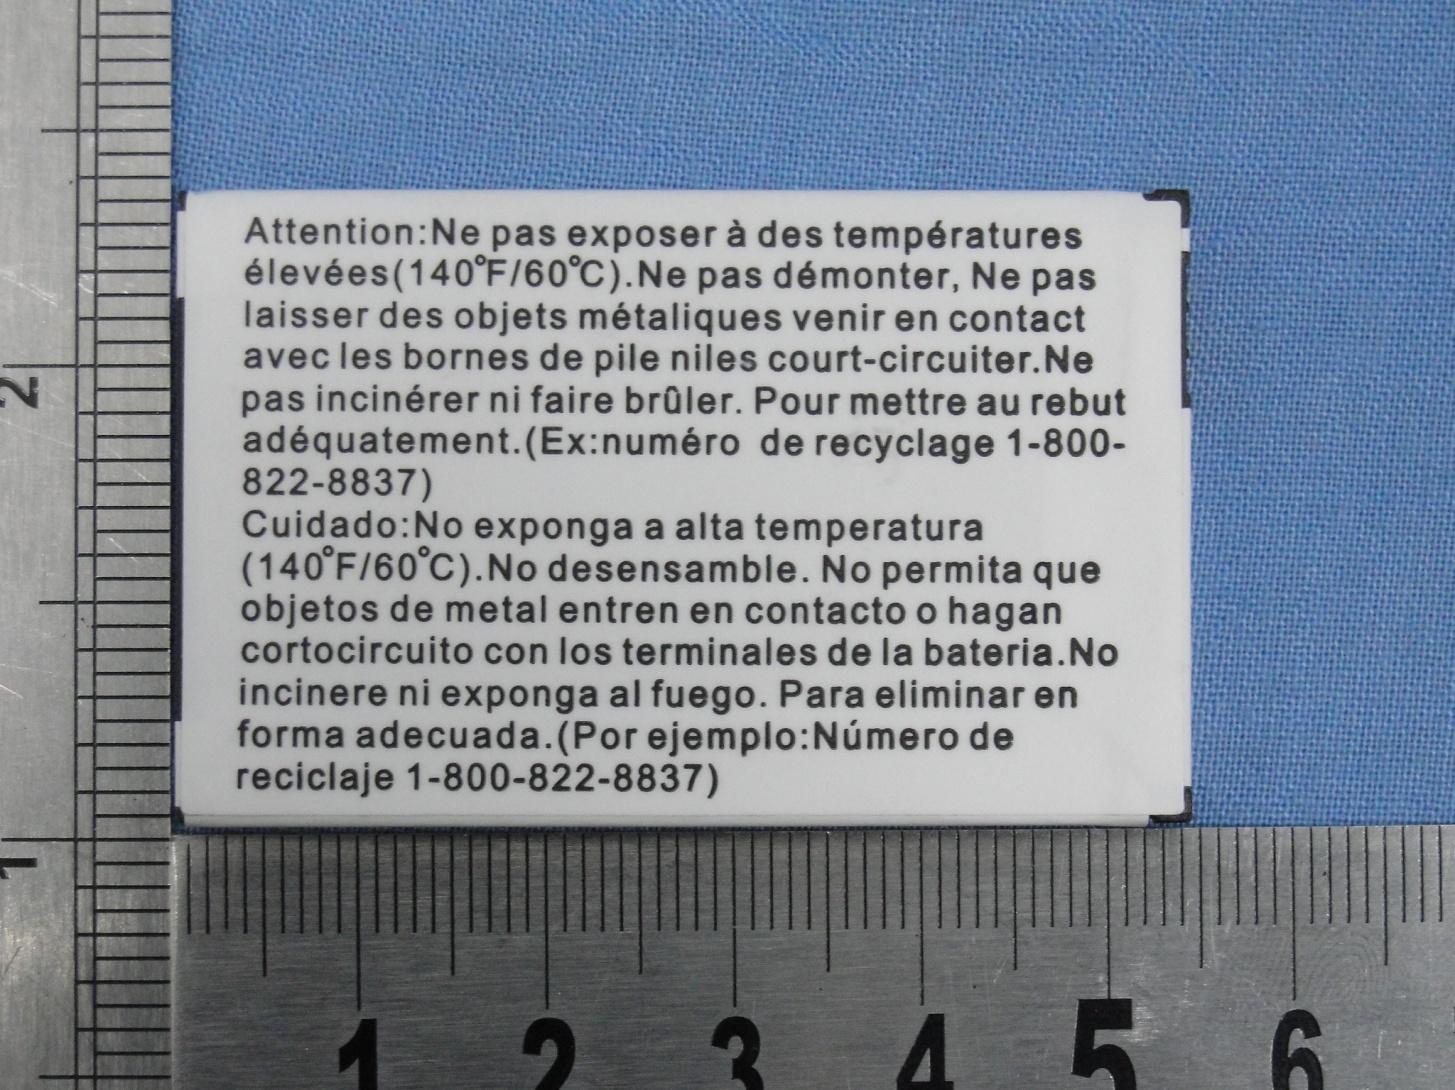 Attention:Ne pas exposer à des températures
élevées(140°F/60°C).Ne pas démonter, Ne pas
laisser des objets métaliques venir en contact
avec les bornes de pile niles court-circuiter.Ne
pas incinérer ni faire brûler. Pour mettre au rebut
adéquatement.(Ex:numéro de recyclage 1-800-
822-8837)
Cuidado:No exponga a alta temperatura
(140°F/60°C).No desensamble. No permita que
objetos de metal entren en contacto o hagan
cortocircuito con los terminales de la bateria.No
incinere ni exponga al fuego. Para eliminar en
forma adecuada.(Por ejemplo:Número de
reciclaje 1-800-822-8837)
2
1
1 2 3 4 5 6